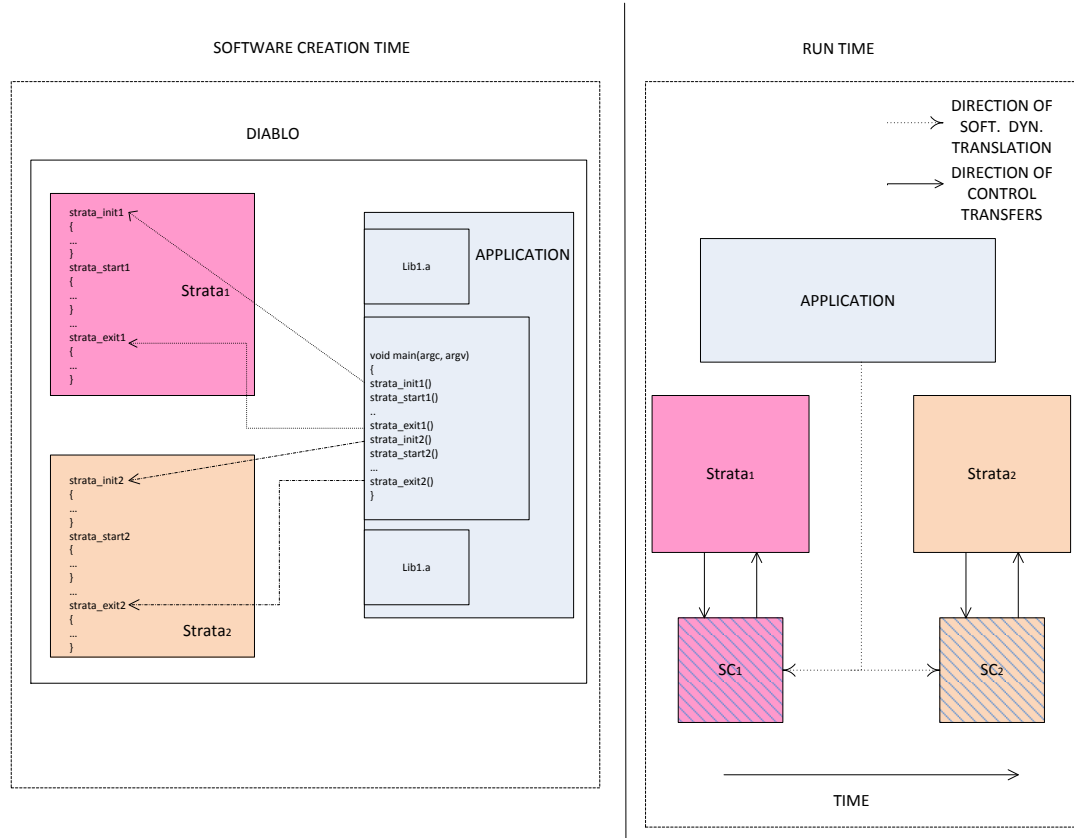 SOFTWARE CREATION TIME
DIABLO
strata_init1
{
...
}
strata_start1
{
...
}
...
strata_exit1
{
...
}
Strata1
strata_init2
{
...
}
strata_start2
{
...
}
...
strata_exit2
{
...
}
Strata2
APPLICATION
Lib1.a
void main(argc, argv)
{
strata_init1()
strata_start1()
..
strata_exit1()
strata_init2()
strata_start2()
...
strata_exit2()
}
Lib1.a
RUN TIME
DIRECTION OF
SOFT. DYN.
TRANSLATION
DIRECTION OF
CONTROL
TRANSFERS
APPLICATION
Strata1
Strata2
SC1
SC2
TIME